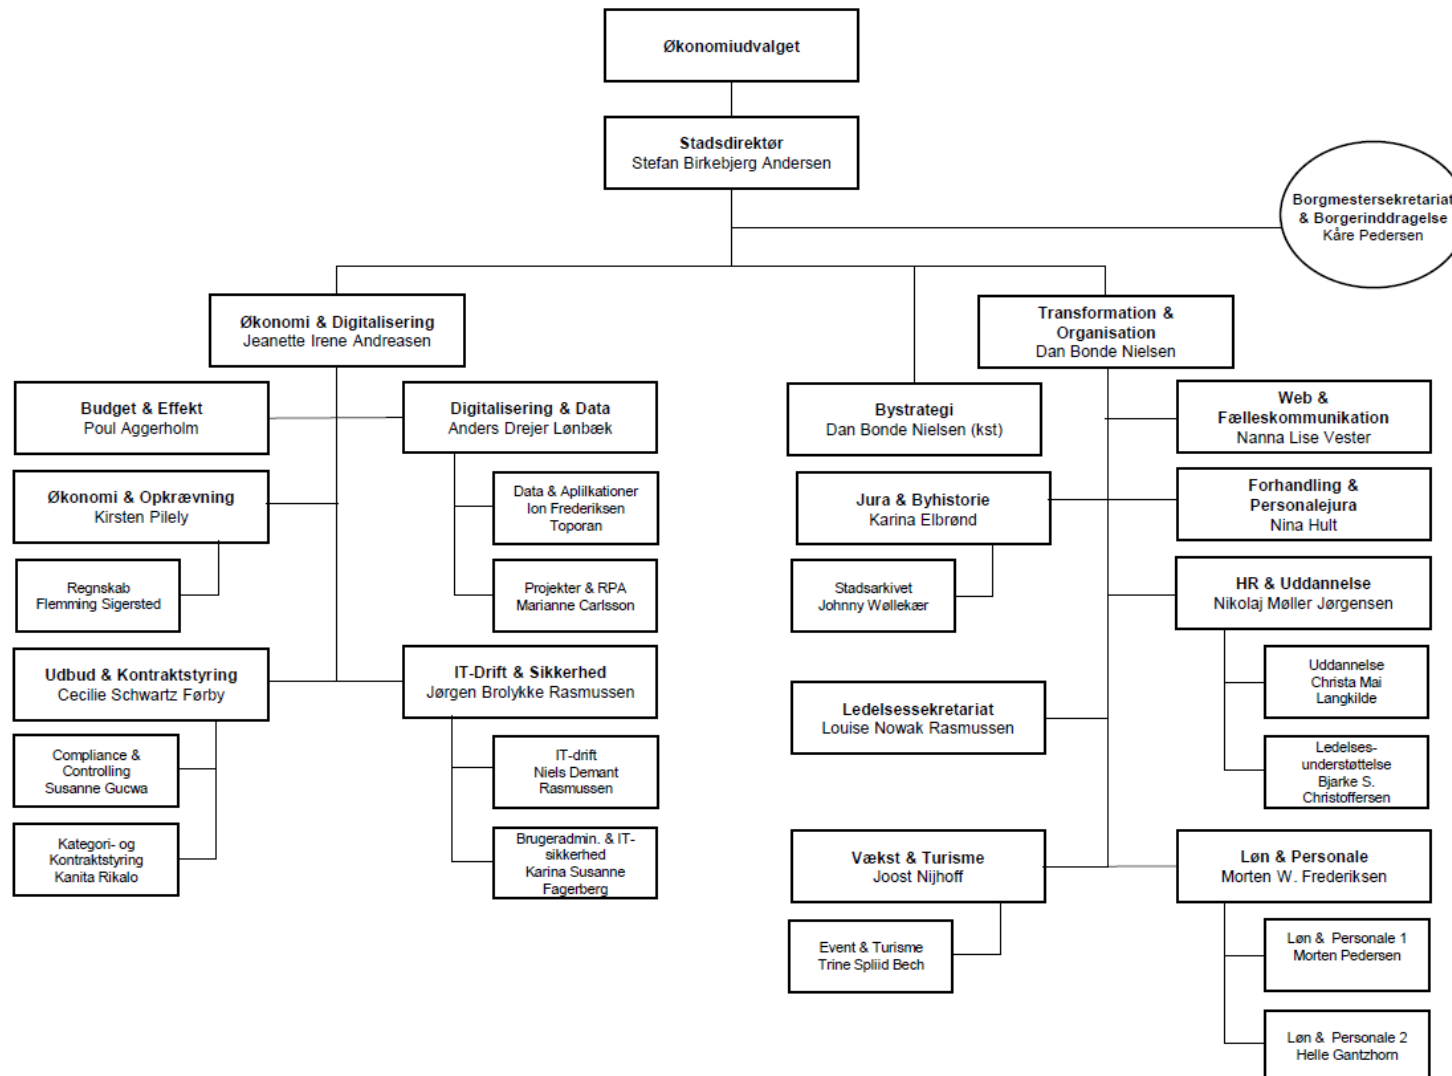 Økonomiudvalget
Stadsdirektør
Stefan Birkebjerg Andersen
Borgmestersekretariat
& Borgerinddragelse
Kåre Pedersen
Økonomi & Digitalisering
Jeanette Irene Andreasen
Transformation &
Organisation
Dan Bonde Nielsen
Budget & Effekt
Poul Aggerholm
Digitalisering & Data
Anders Drejer Lønbæk
Bystrategi
Dan Bonde Nielsen (kst)
Web &
Fælleskommunikation
Nanna Lise Vester
Økonomi & Opkrævning
Kirsten Pilely
Data & Aplilkationer
Ion Frederiksen
Toporan
Jura & Byhistorie
Karina Elbrønd
Forhandling &
Personalejura
Nina Hult
Regnskab
Flemming Sigersted
Projekter & RPA
Marianne Carlsson
Stadsarkivet
Johnny Wøllekær
HR & Uddannelse
Nikolaj Møller Jørgensen
Udbud & Kontraktstyring
Cecilie Schwartz Førby
IT-Drift & Sikkerhed
Jørgen Brolykke Rasmussen
Uddannelse
Christa Mai
Langkilde
Ledelsessekretariat
Louise Nowak Rasmussen
Compliance &
Controlling
Susanne Gucwa
IT-drift
Niels Demant
Rasmussen
Ledelses-
understøttelse
Bjarke S.
Christoffersen
Kategori- og
Kontraktstyring
Kanita Rikalo
Brugeradmin. & IT-
sikkerhed
Karina Susanne
Fagerberg
Vækst & Turisme
Joost Nijhoff
Løn & Personale
Morten W. Frederiksen
Event & Turisme
Trine Spliid Bech
Løn & Personale 1
Morten Pedersen
Løn & Personale 2
Helle Gantzhorn